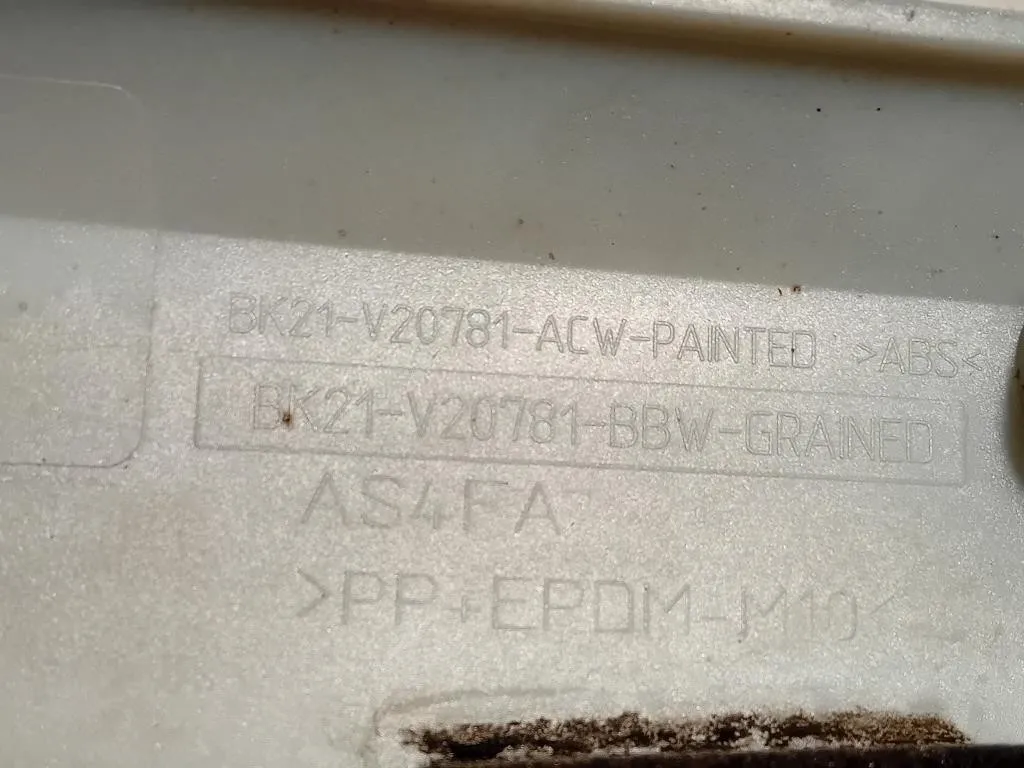 BK21-V20781-ACW-PAINTED >ABS<
BK21-V20781-BBW-GRAINED
AS4FA
>PP+EPDM-M10<